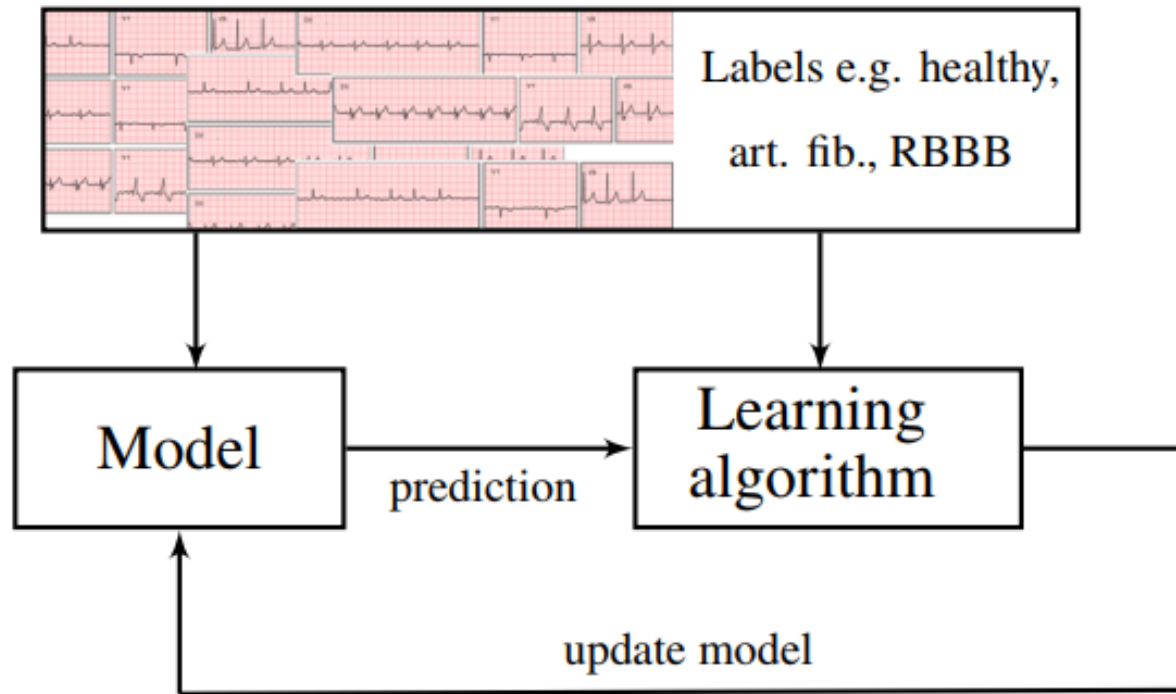 Labels e.g. healthy,
art. fib., RBBB
Model
prediction
Learning
algorithm
update model